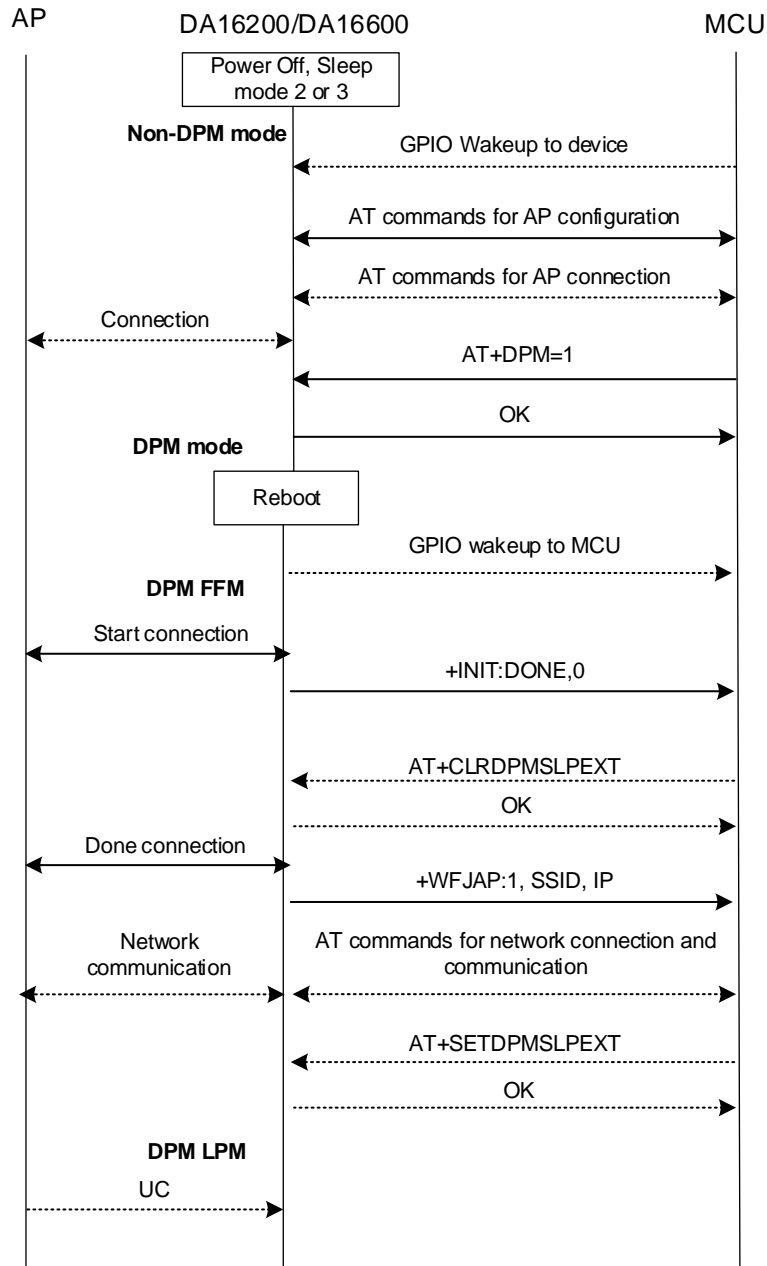 AP
DA16200/DA16600
MCU
Power Off, Sleep
mode 2 or 3
Non-DPM mode
GPIO Wakeup to device
AT commands for AP configuration
AT commands for AP connection
Connection
AT+DPM=1
OK
DPM mode
Reboot
GPIO wakeup to MCU
DPM FFM
Start connection
+INIT:DONE,0
AT+CLRDPMSLPEXT
OK
Done connection
+WFJAP:1, SSID, IP
Network
communication
AT commands for network connection and
communication
AT+SETDPMSLPEXT
OK
DPM LPM
UC